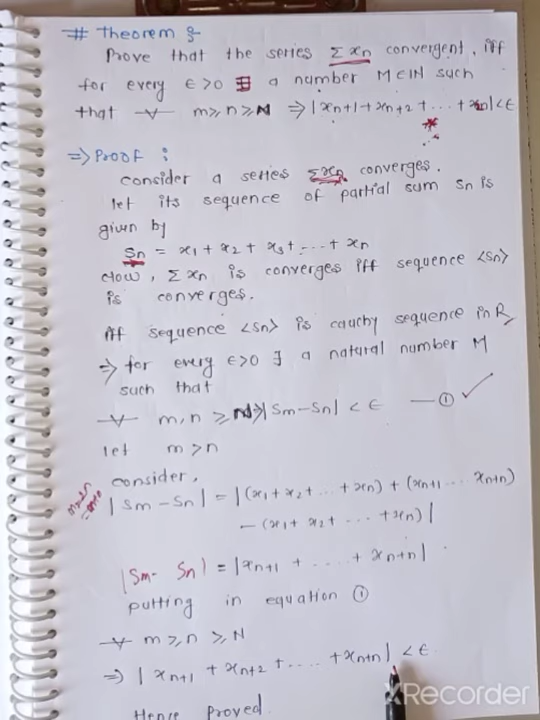 # Theorem :
Prove that the series Σxn convergent, iff
for every ϵ>0 ∃ a number M∈IN such
that ∀ m≥n≥N ⇒|xn+1+xn+2 + ... + xn|<ϵ
⇒ Proof :
consider a series Σxn converges.
let its sequence of partial sum Sn is
given by
Sn = x1 + x2 + x3 + ... + xn
Now, Σxn is converges iff sequence <Sn>
is converges.
iff sequence <Sn> is cauchy sequence in R
⇒ for every ϵ>0 ∃ a natural number M
such that
∀ m,n ≥ N⇒|Sm-Sn| < ϵ —①
let m>n
consider,
|Sm-Sn| = |(x1+x2+ ... +xn) + (xn+1 ... xn+n)
- (x1+x2+ ... +xn)|
|Sm- Sn| = |xn+1 + .... + xn+n|
putting in equation ①
∀ m≥n≥N
⇒ |xn+1 + xn+2 + .... + xn+n| <ϵ
Hence proved
XRecorder